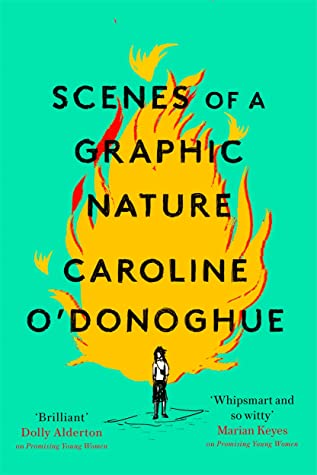 SCENES OF A
GRAPHIC
NATURE
CAROLINE
O'DONOGHUE
'Brilliant'
Dolly Alderton
on Promising Young Women
'Whipsmart and
so witty'
Marian Keyes
on Promising Young Women